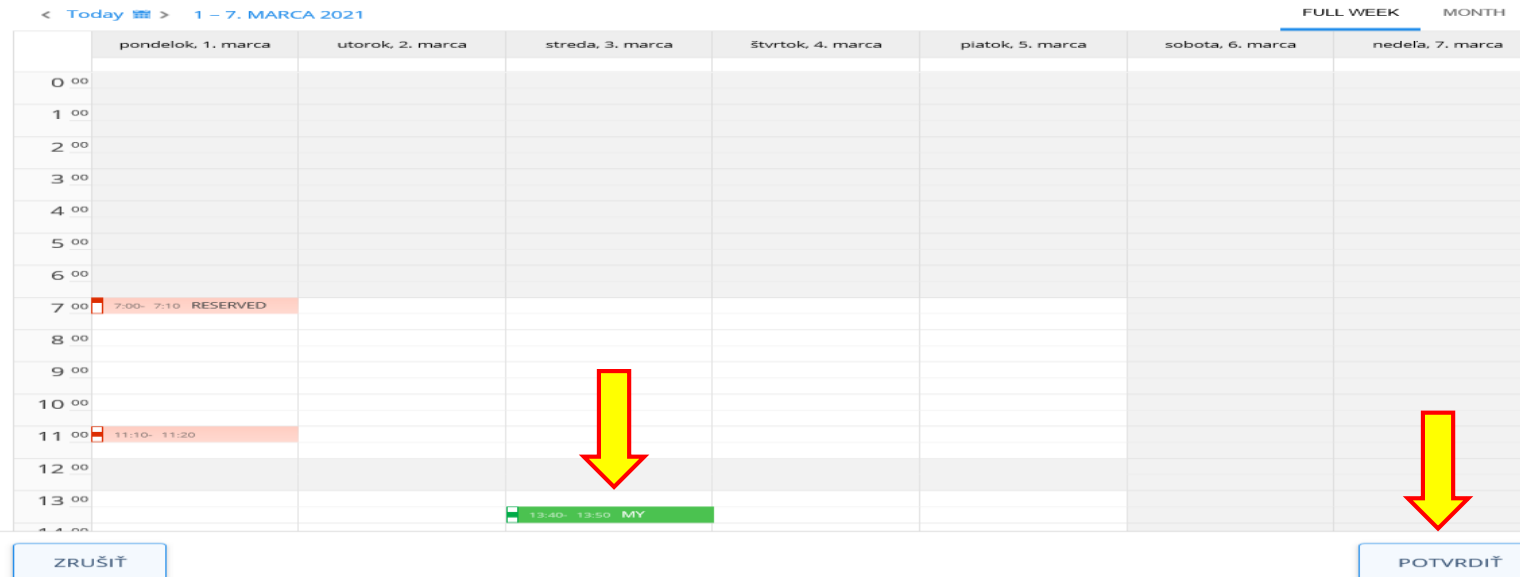 < Today > 1 – 7. MARCA 2021
FULL WEEK MONTH
pondelok, 1. marca utorok, 2. marca streda, 3. marca štvrtok, 4. marca piatok, 5. marca sobota, 6. marca nedeľa, 7. marca
0 00
1 00
2 00
3 00
4 00
5 00
6 00
7 00 7:00- 7:10 RESERVED
8 00
9 00
10 00
11 00 11:10- 11:20
12 00
13 00
13:40- 13:50 MY
ZRUŠIŤ POTVRDIŤ